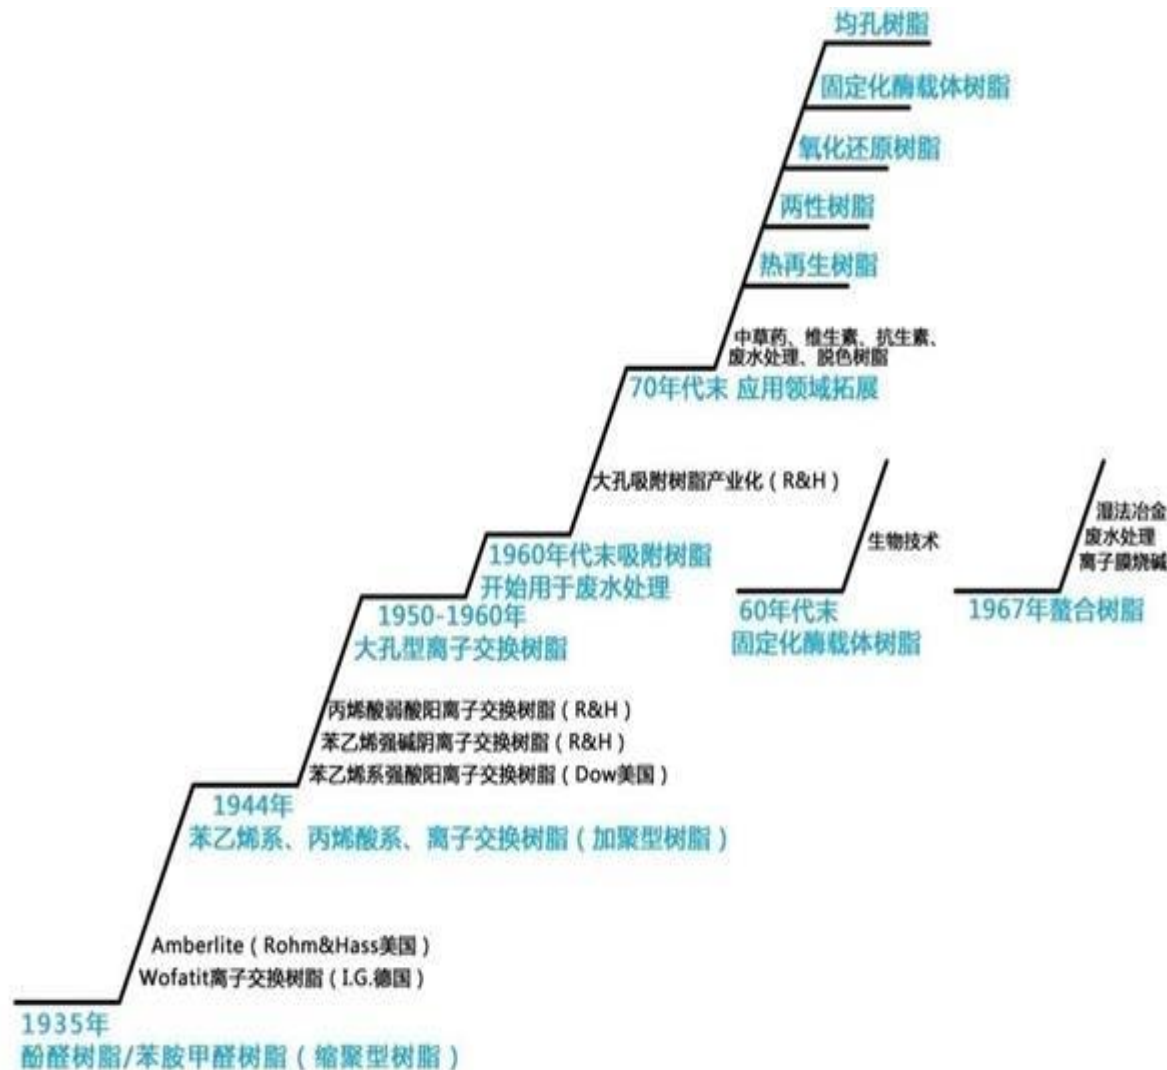 均孔树脂
固定化酶载体树脂
氧化还原树脂
两性树脂
热再生树脂
中草药、维生素、抗生素、
废水处理、脱色树脂
70年代末 应用领域拓展
大孔吸附树脂产业化（R&H）
1960年代末吸附树脂
开始用于废水处理
生物技术
60年代末
固定化酶载体树脂
湿法冶金
废水处理
离子膜烧碱
1967年螯合树脂
1950-1960年
大孔型离子交换树脂
丙烯酸弱酸阳离子交换树脂（R&H）
苯乙烯强碱阴离子交换树脂（R&H）
苯乙烯系强酸阳离子交换树脂（Dow美国）
1944年
苯乙烯系、丙烯酸系、离子交换树脂（加聚型树脂）
Amberlite（Rohm&Hass美国）
Wofatit离子交换树脂（I.G.德国）
1935年
酚醛树脂/苯胺甲醛树脂（缩聚型树脂）